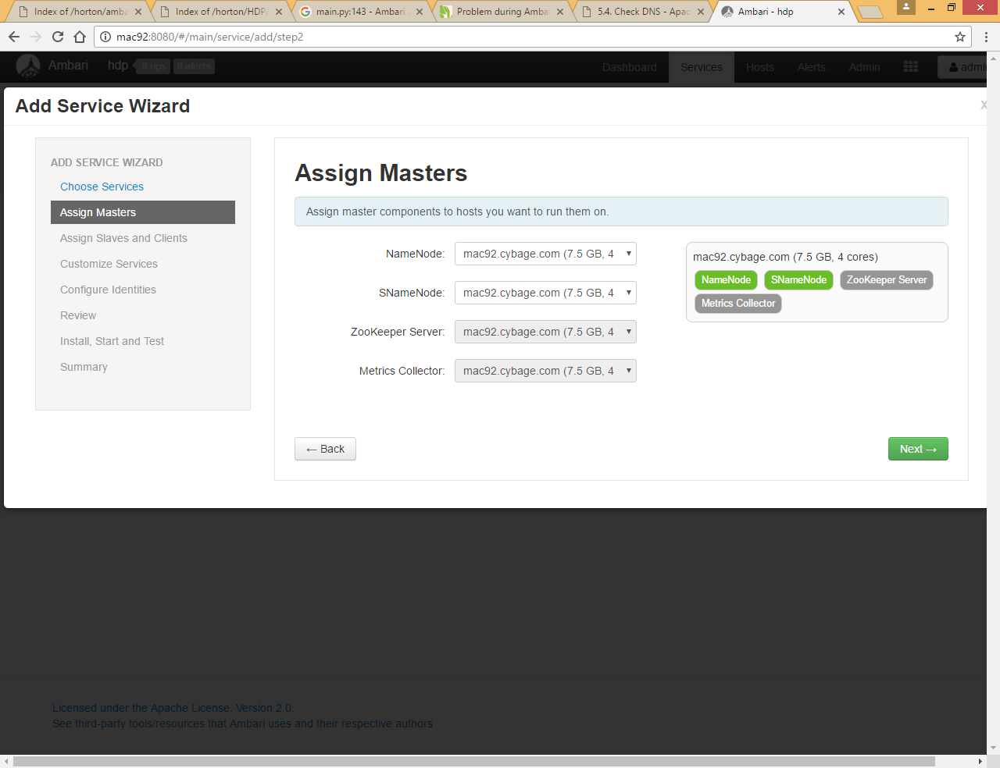 Index of /horton/amba
Index of /horton/HDP/
main.py:143 - Ambari
Problem during Amba
5.4. Check DNS - Apac
Ambari - hdp
mac92:8080/#/main/service/add/step2
Ambari hdp 0 ops 0 alerts Dashboard Services Hosts Alerts Admin admi
Add Service Wizard x
ADD SERVICE WIZARD
Choose Services
Assign Masters
Assign Slaves and Clients
Customize Services
Configure Identities
Review
Install, Start and Test
Summary
Assign Masters
Assign master components to hosts you want to run them on.
NameNode: mac92.cybage.com (7.5 GB, 4
SNameNode: mac92.cybage.com (7.5 GB, 4
ZooKeeper Server: mac92.cybage.com (7.5 GB, 4
Metrics Collector: mac92.cybage.com (7.5 GB, 4
mac92.cybage.com (7.5 GB, 4 cores)
NameNode SNameNode ZooKeeper Server
Metrics Collector
← Back
Next →
Licensed under the Apache License, Version 2.0.
See third-party tools/resources that Ambari uses and their respective authors